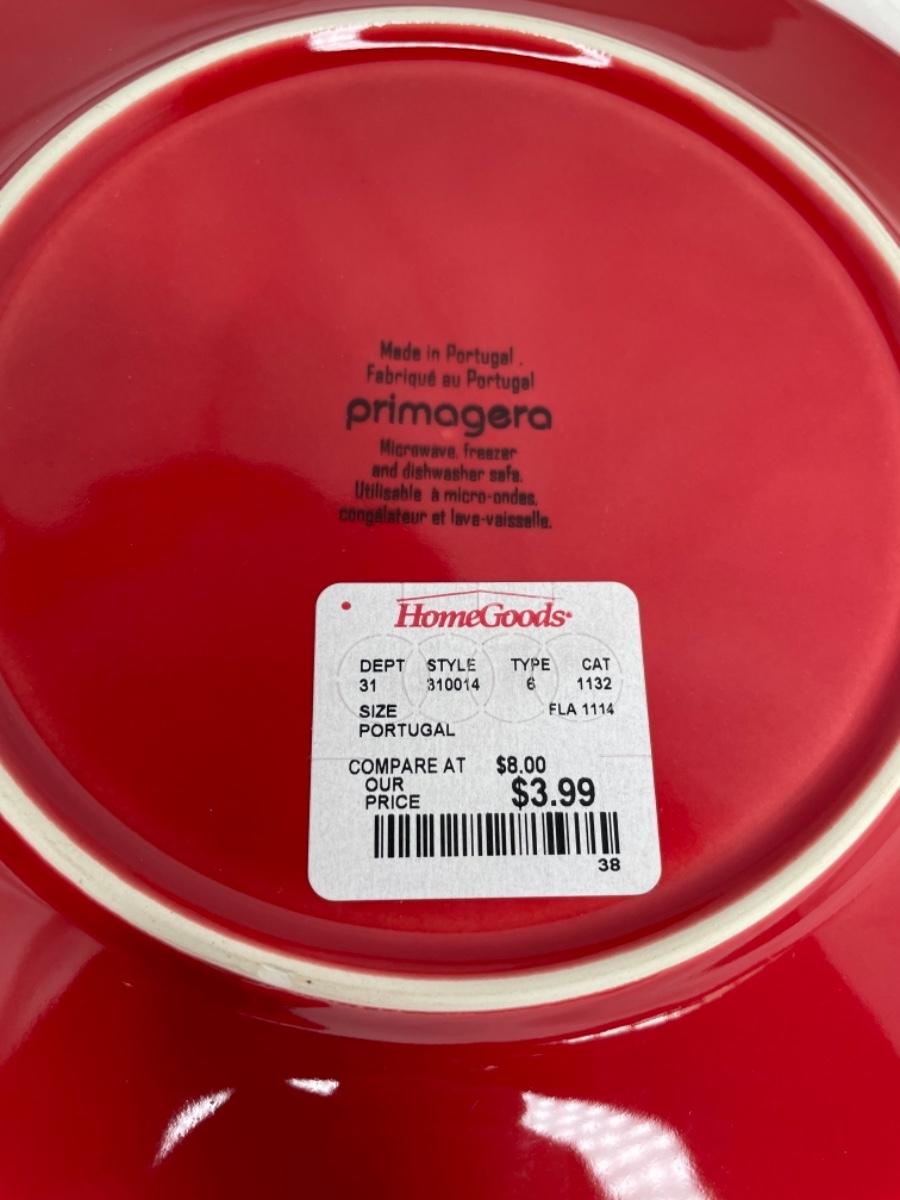 Made in Portugal .
Fabriqué au Portugal
primagera
Microwave, freezer
and dishwasher safe.
Utilisable à micro-ondes,
congélateur et lave-vaisselle.
HomeGoods
DEPT STYLE TYPE CAT
31 310014 6 1132
SIZE FLA 1114
PORTUGAL
COMPARE AT $8.00
OUR
PRICE $3.99
38